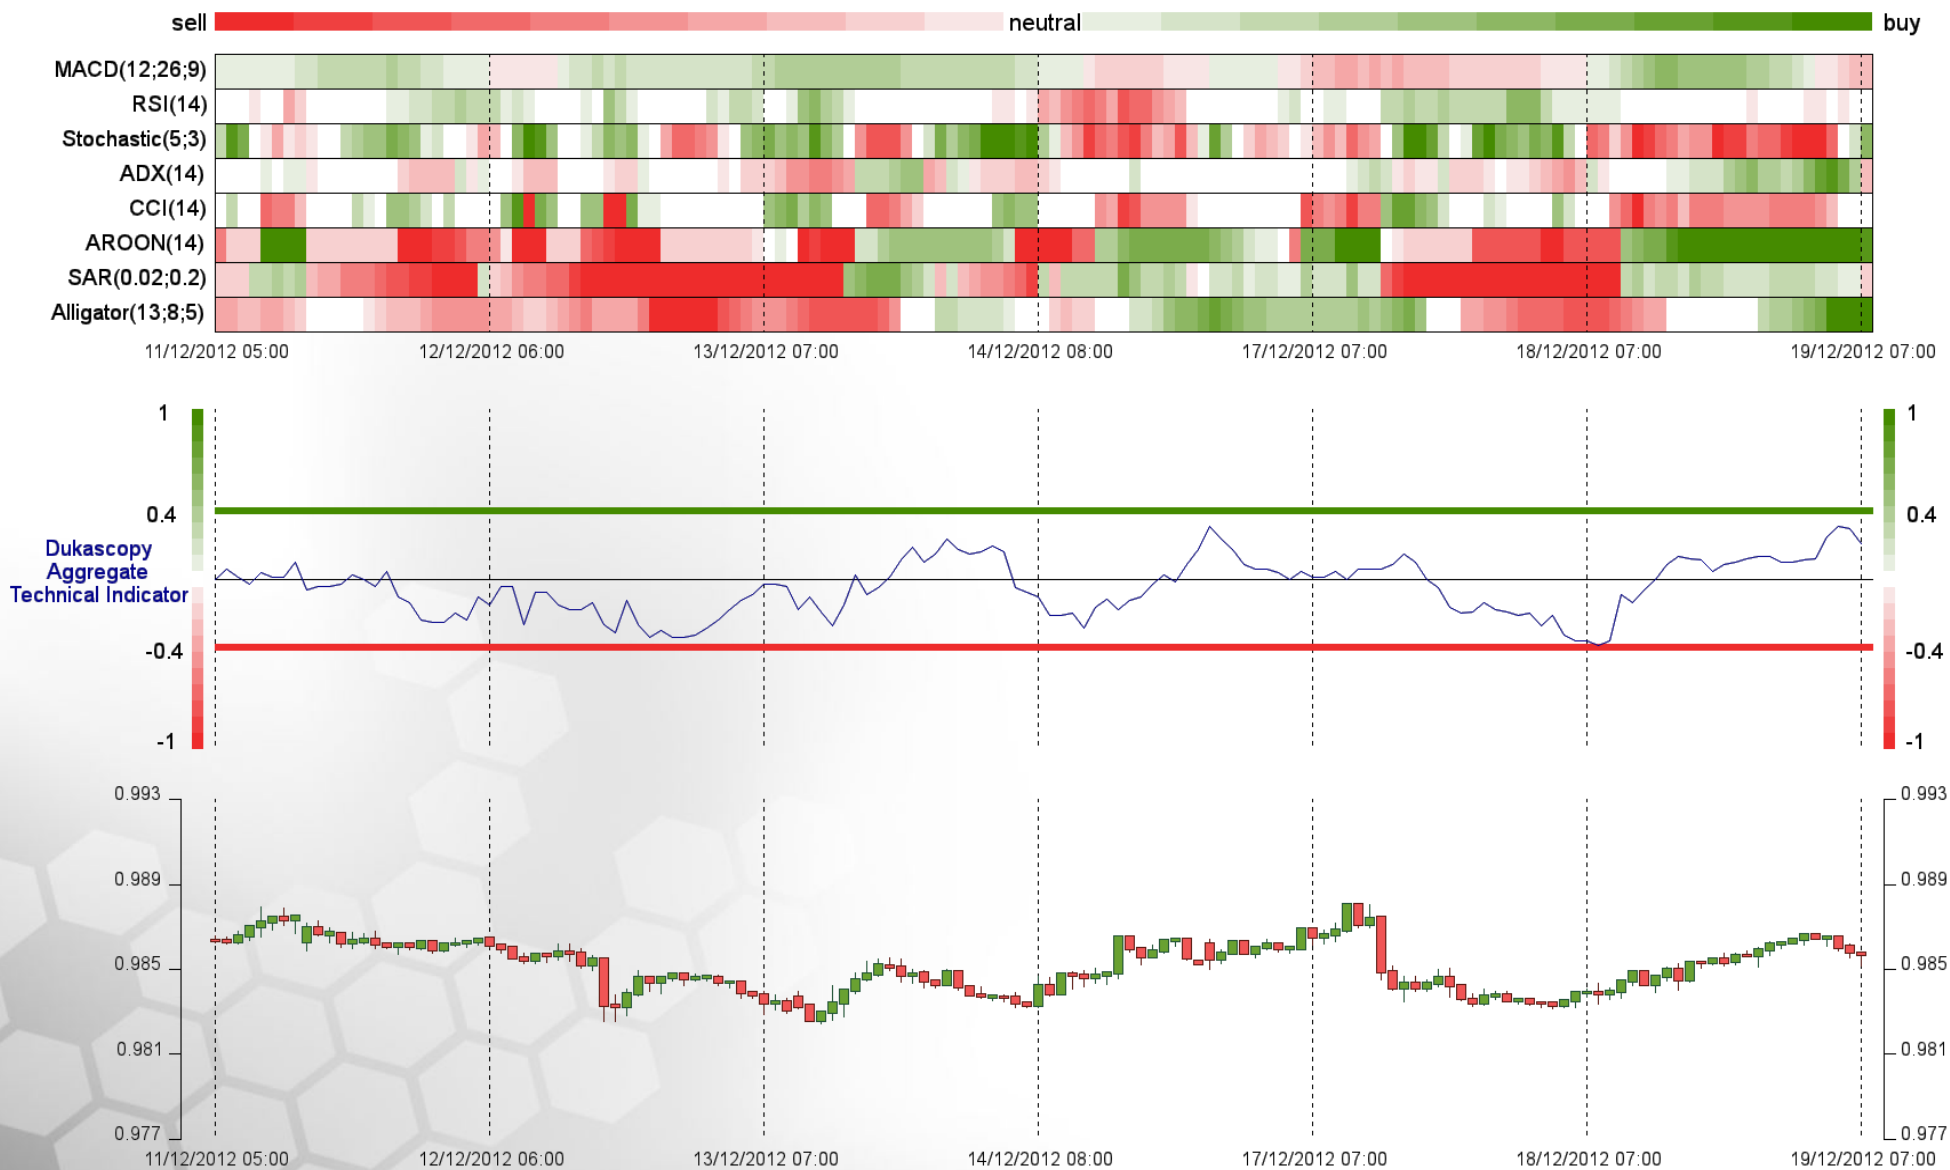 sell neutral buy
MACD(12;26;9)
RSI(14)
Stochastic(5;3)
ADX(14)
CCI(14)
AROON(14)
SAR(0.02;0.2)
Alligator(13;8;5)
11/12/2012 05:00 12/12/2012 06:00 13/12/2012 07:00 14/12/2012 08:00 17/12/2012 07:00 18/12/2012 07:00 19/12/2012 07:00
1 1
0.4 0.4
Dukascopy
Aggregate
Technical Indicator
-0.4 -0.4
-1 -1
0.993 0.993
0.989 0.989
0.985 0.985
0.981 0.981
0.977 0.977
11/12/2012 05:00 12/12/2012 06:00 13/12/2012 07:00 14/12/2012 08:00 17/12/2012 07:00 18/12/2012 07:00 19/12/2012 07:00